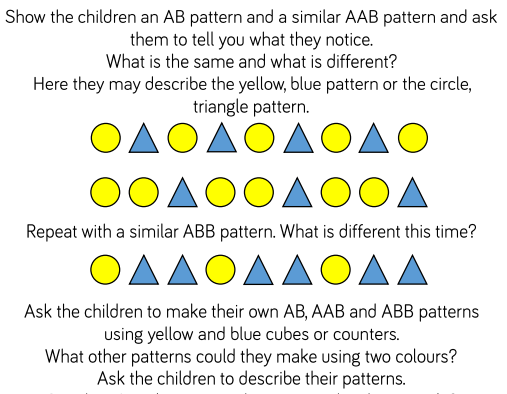 Show the children an AB pattern and a similar AAB pattern and ask
them to tell you what they notice.
What is the same and what is different?
Here they may describe the yellow, blue pattern or the circle,
triangle pattern.
Repeat with a similar ABB pattern. What is different this time?
Ask the children to make their own AB, AAB and ABB patterns
using yellow and blue cubes or counters.
What other patterns could they make using two colours?
Ask the children to describe their patterns.